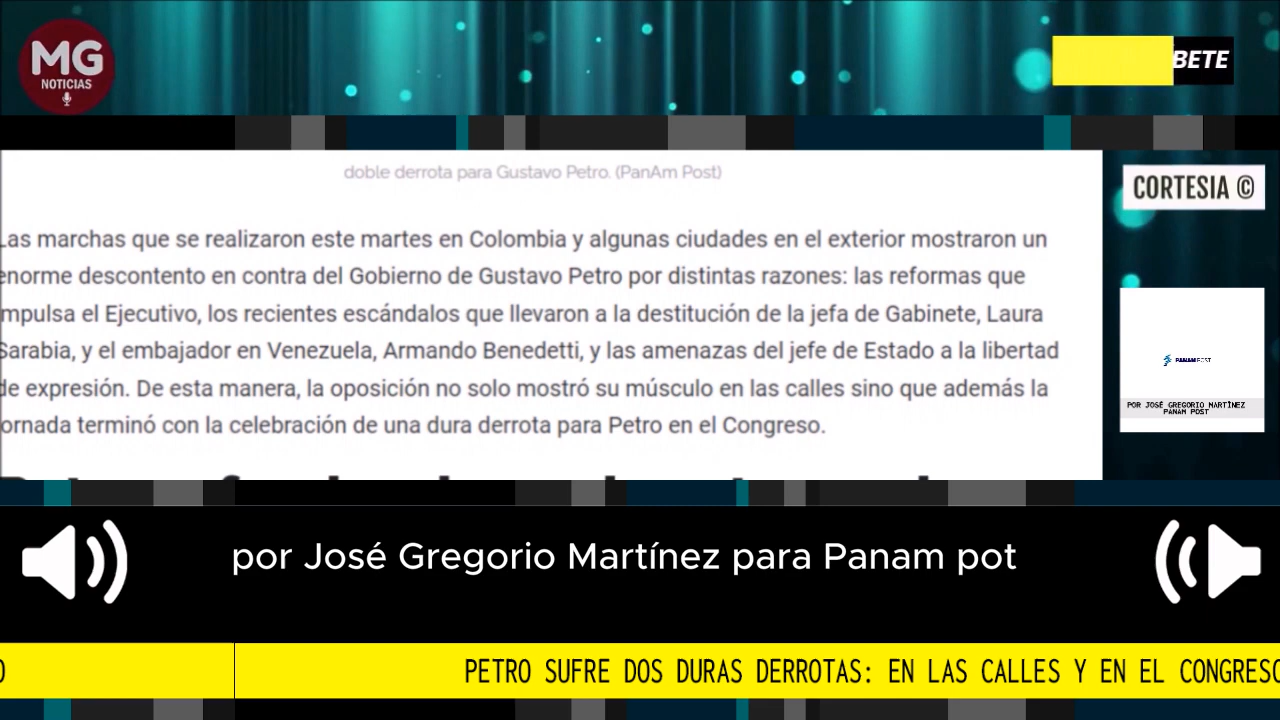 MG
NOTICIAS
BETE
doble derrota para Gustavo Petro. (PanAm Post)
CORTESIA ©
Las marchas que se realizaron este martes en Colombia y algunas ciudades en el exterior mostraron un
enorme descontento en contra del Gobierno de Gustavo Petro por distintas razones: las reformas que
impulsa el Ejecutivo, los recientes escándalos que llevaron a la destitución de la jefa de Gabinete, Laura
Sarabia, y el embajador en Venezuela, Armando Benedetti, y las amenazas del jefe de Estado a la libertad
de expresión. De esta manera, la oposición no solo mostró su músculo en las calles sino que además la
ornada terminó con la celebración de una dura derrota para Petro en el Congreso.
PANAM POST
POR JOSÉ GREGORIO MARTÍNEZ
PANAM POST
por José Gregorio Martínez para Panam pot
O PETRO SUFRE DOS DURAS DERROTAS: EN LAS CALLES Y EN EL CONGRESO